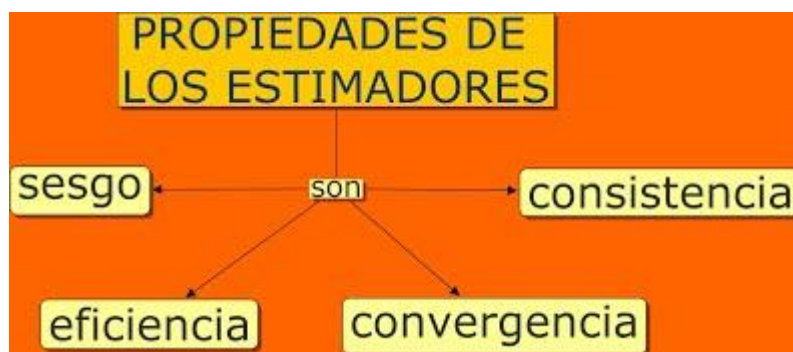 PROPIEDADES DE
LOS ESTIMADORES
son
sesgo
consistencia
eficiencia
convergencia